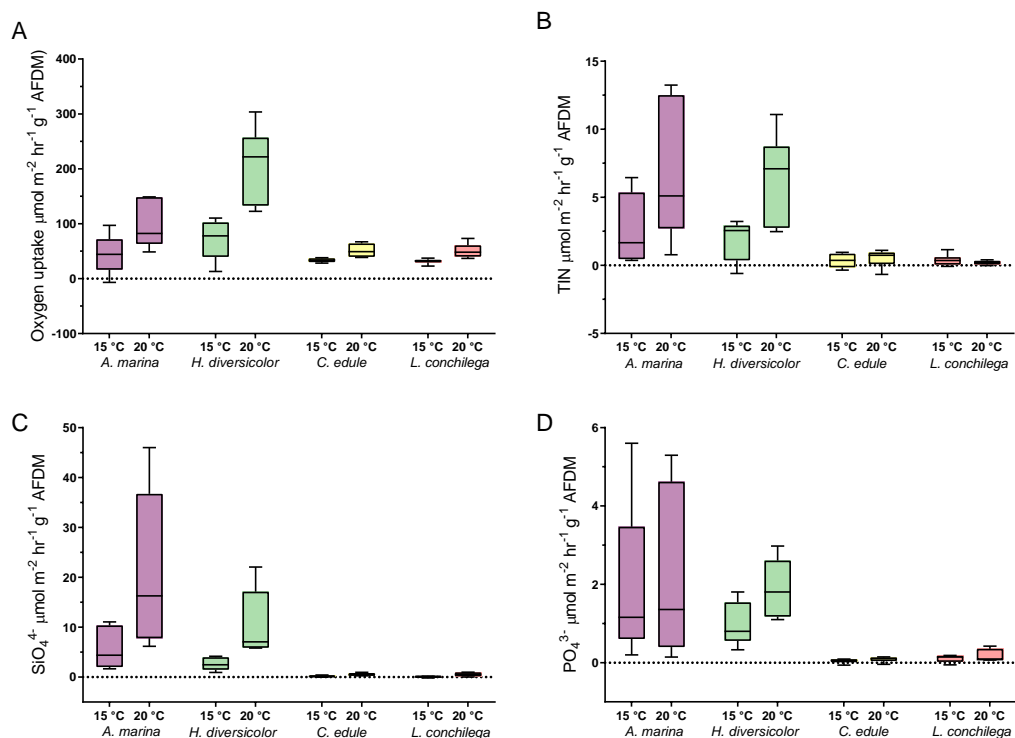 A
Oxygen uptake μmol m⁻² hr⁻¹ g⁻¹ AFDM)
400
300
200
100
0
-100
15 °C 20 °C 15 °C 20 °C 15 °C 20 °C 15 °C 20 °C
A. marina H. diversicolor C. edule L. conchilega
B
TIN μmol m⁻² hr⁻¹ g⁻¹ AFDM
15
10
5
0
-5
15 °C 20 °C 15 °C 20 °C 15 °C 20 °C 15 °C 20 °C
A. marina H. diversicolor C. edule L. conchilega
C
SiO₄⁴⁻ μmol m⁻² hr⁻¹ g⁻¹ AFDM
50
40
30
20
10
0
15 °C 20 °C 15 °C 20 °C 15 °C 20 °C 15 °C 20 °C
A. marina H. diversicolor C. edule L. conchilega
D
PO₄³⁻ μmol m⁻² hr⁻¹ g⁻¹ AFDM
6
4
2
0
15 °C 20 °C 15 °C 20 °C 15 °C 20 °C 15 °C 20 °C
A. marina H. diversicolor C. edule L. conchilega